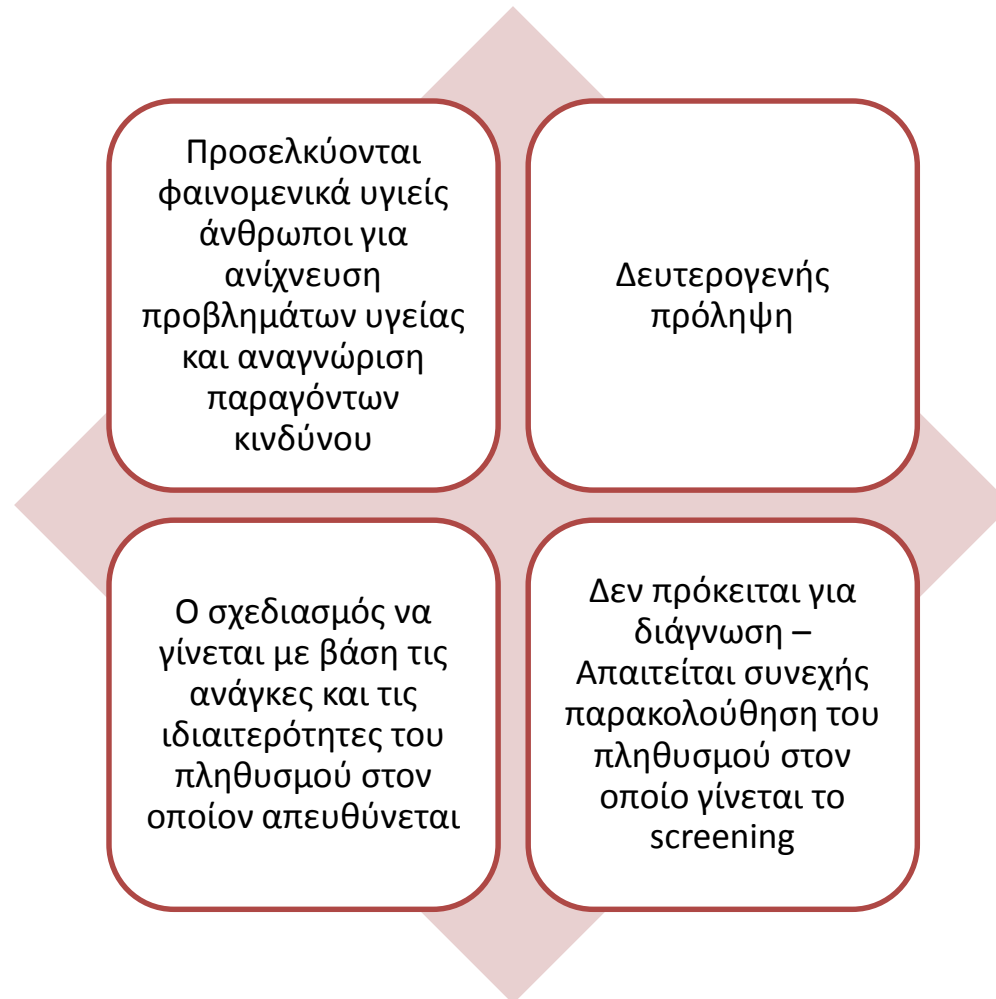 Προσελκύονται
φαινομενικά υγιείς
άνθρωποι για
ανίχνευση
προβλημάτων υγείας
και αναγνώριση
παραγόντων
κινδύνου
Δευτερογενής
πρόληψη
Ο σχεδιασμός να
γίνεται με βάση τις
ανάγκες και τις
ιδιαιτερότητες του
πληθυσμού στον
οποίον απευθύνεται
Δεν πρόκειται για
διάγνωση –
Απαιτείται συνεχής
παρακολούθηση του
πληθυσμού στον
οποίο γίνεται το
screening